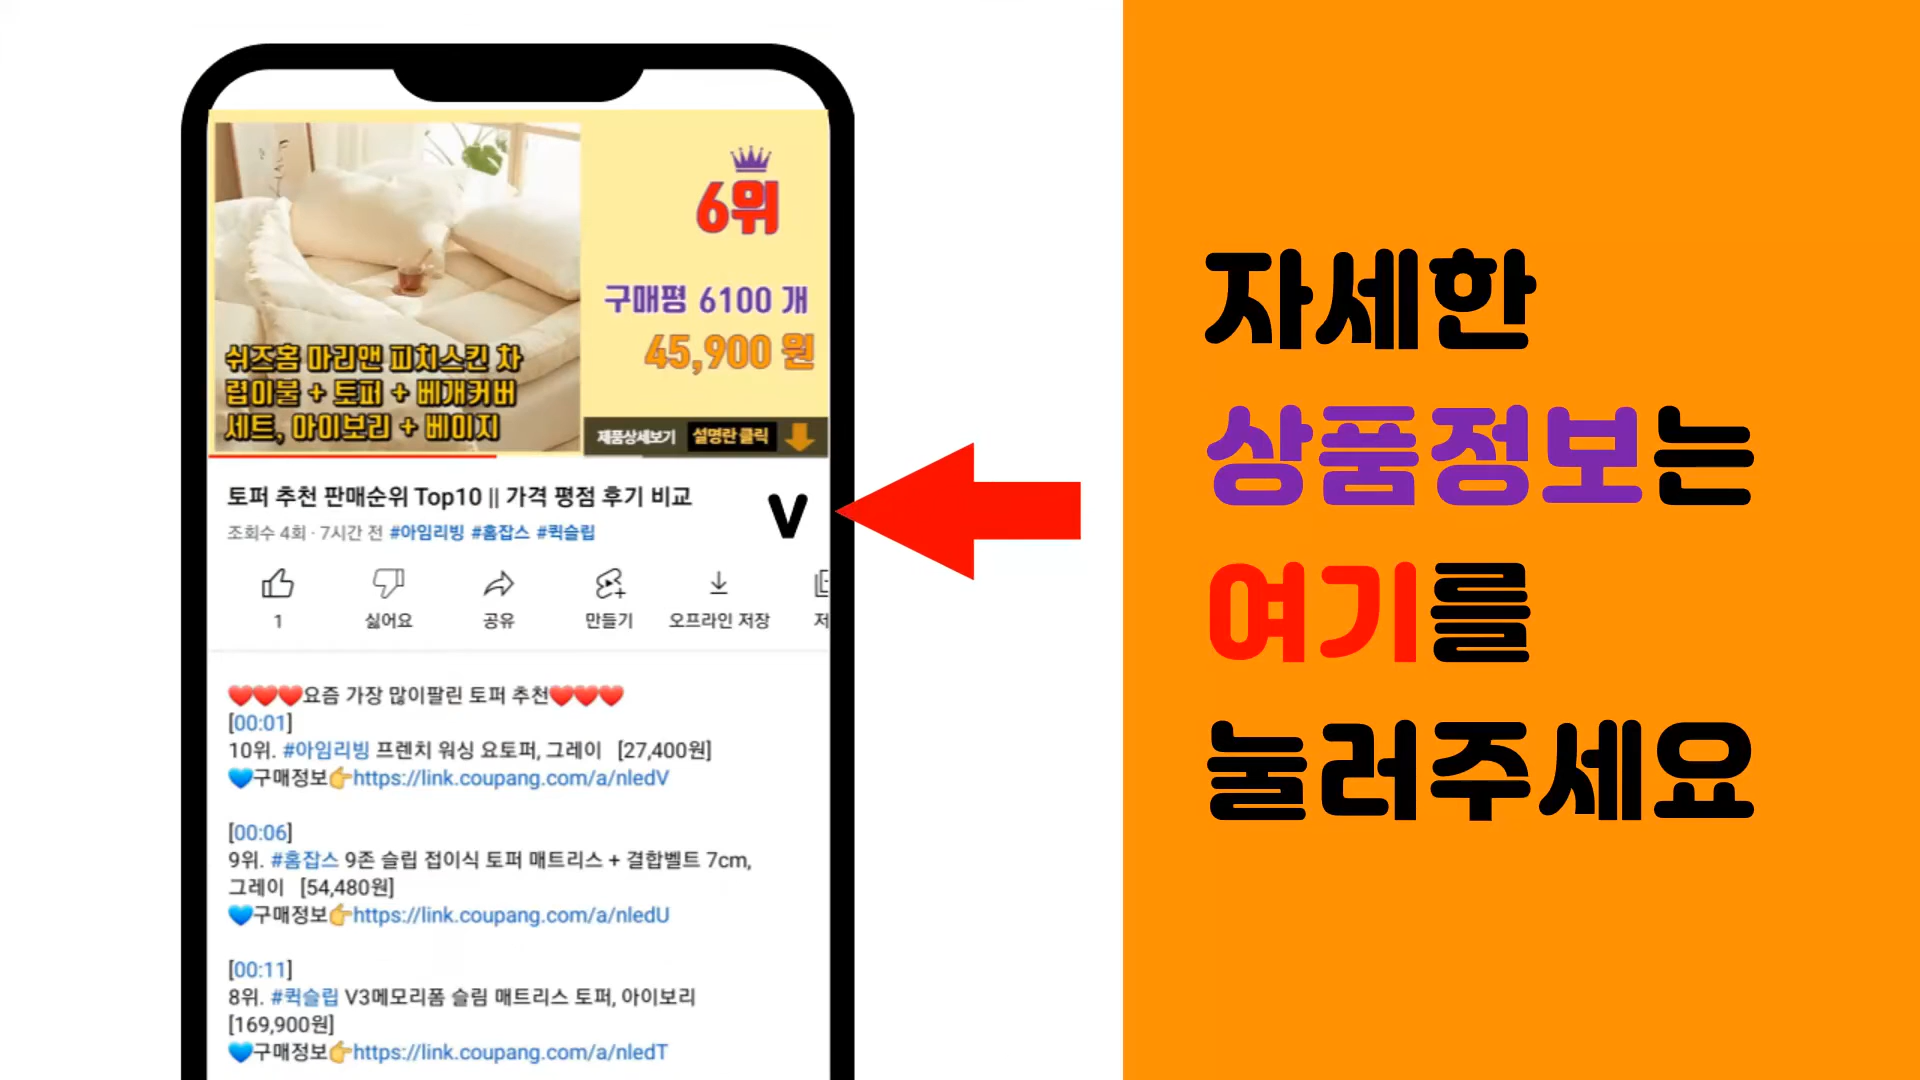 6위
구매평 6100 개
45,900 원
쉬즈홈 마리앤 피치스킨 차
렵이불 + 토퍼 + 베개커버
세트, 아이보리 + 베이지
제품상세보기 설명란 클릭
토퍼 추천 판매순위 Top10 || 가격 평점 후기 비교
V
조회수 4회 · 7시간 전 #아임리빙 #홈잡스 #퀵슬립
1 싫어요 공유 만들기 오프라인 저장 저
❤️❤️❤️요즘 가장 많이팔린 토퍼 추천❤️❤️❤️
[00:01]
10위. #아임리빙 프렌치 워싱 요토퍼, 그레이 [27,400원]
💙구매정보👉https://link.coupang.com/a/nledV
[00:06]
9위. #홈잡스 9존 슬립 접이식 토퍼 매트리스 + 결합벨트 7cm,
그레이 [54,480원]
💙구매정보👉https://link.coupang.com/a/nledU
[00:11]
8위. #퀵슬립 V3메모리폼 슬림 매트리스 토퍼, 아이보리
[169,900원]
💙구매정보👉https://link.coupang.com/a/nledT
자세한
상품정보는
여기를
눌러주세요